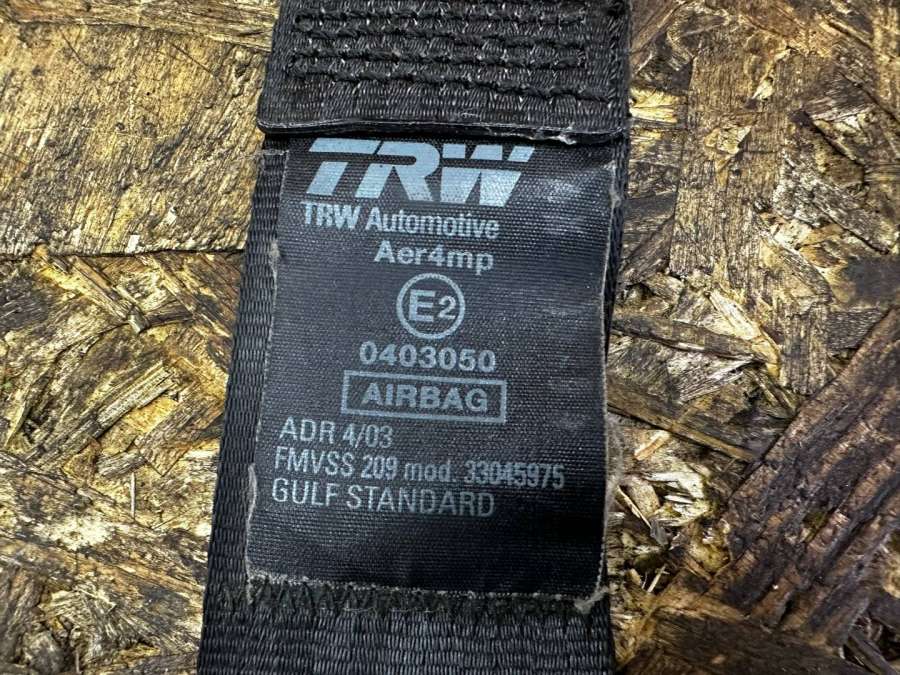 TRW
TRW Automotive
Aer4mp
E2
0403050
AIRBAG
ADR 4/03
FMVSS 209 mod. 33045975
GULF STANDARD